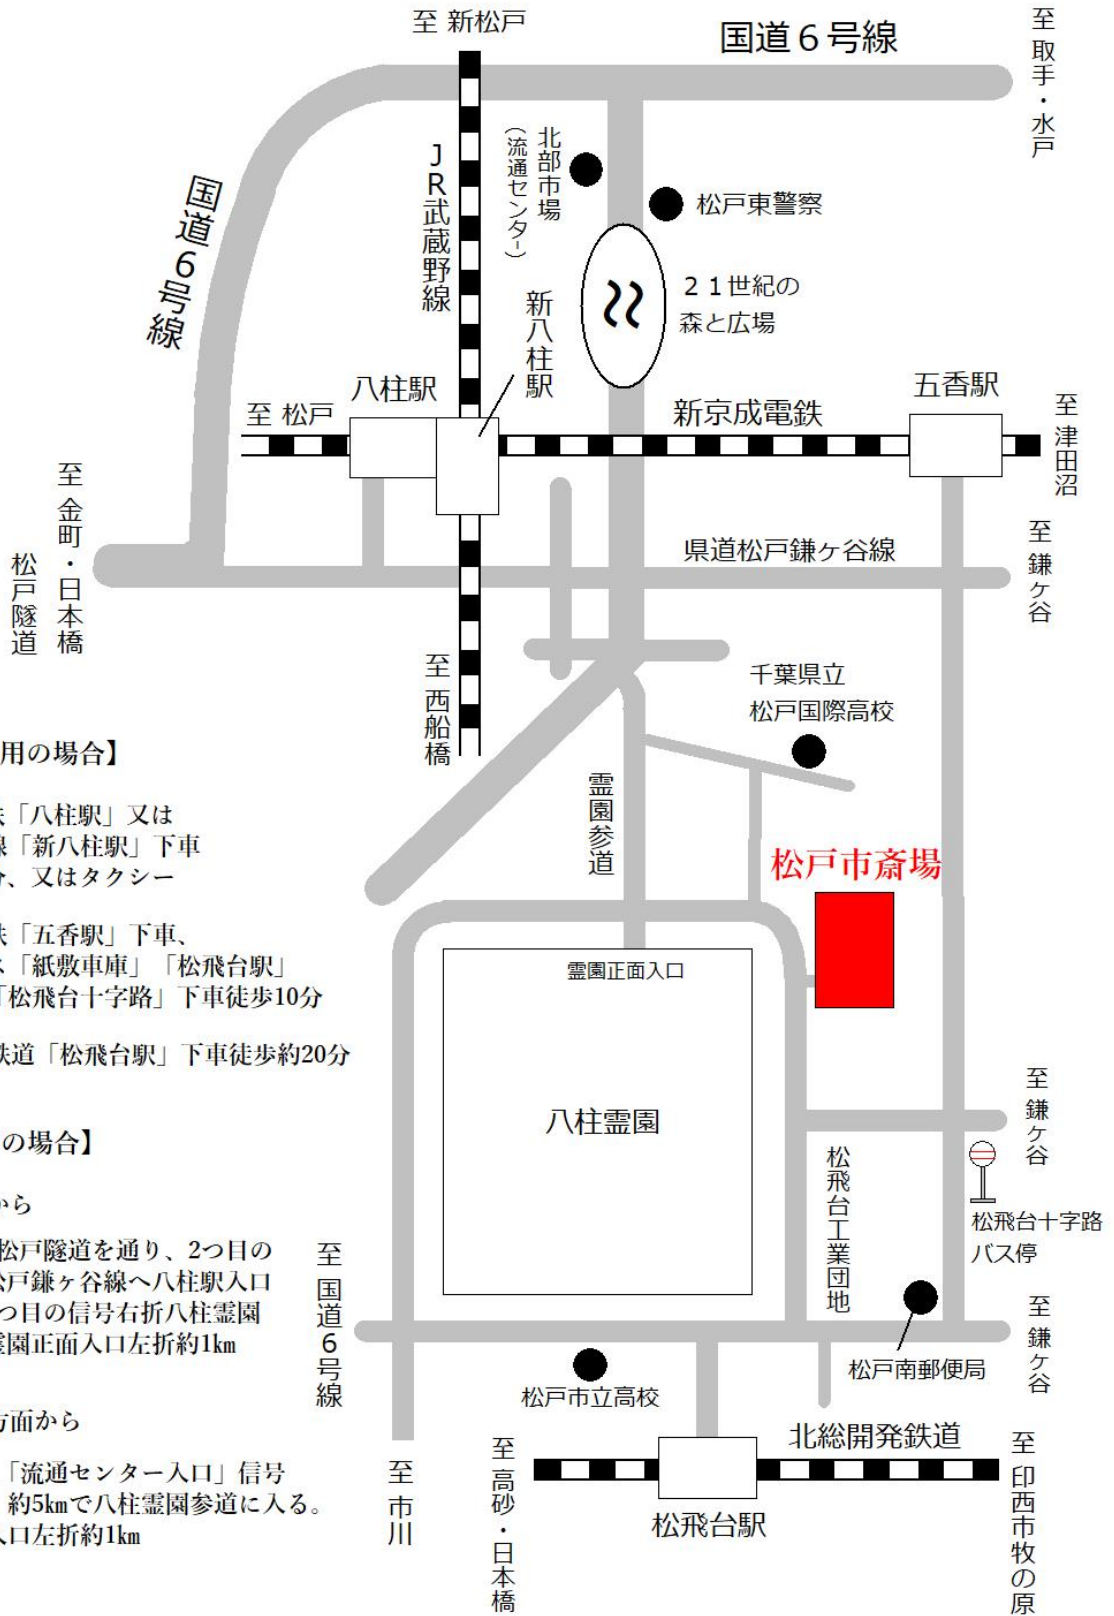 至 新松戸
国道６号線
至 取手・水戸
国道６号線
ＪＲ武蔵野線
北部市場
（流通センター）
松戸東警察
２１世紀の
森と広場
新八柱駅
八柱駅
至 松戸
新京成電鉄
五香駅
至 津田沼
至 金町・日本橋
松戸隧道
県道松戸鎌ヶ谷線
至 鎌ヶ谷
至 西船橋
千葉県立
松戸国際高校
霊園参道
松戸市斎場
霊園正面入口
八柱霊園
至 鎌ヶ谷
松飛台工業団地
松飛台十字路
バス停
至 国道６号線
至 鎌ヶ谷
松戸南郵便局
松戸市立高校
北総開発鉄道
至 市川
至 高砂・日本橋
松飛台駅
至 印西市牧の原
用の場合】
「八柱駅」又は
線「新八柱駅」下車
、又はタクシー
「五香駅」下車、
「紙敷車庫」「松飛台駅」
「松飛台十字路」下車徒歩10分
鉄道「松飛台駅」下車徒歩約20分
の場合】
から
松戸隧道を通り、2つ目の
松戸鎌ヶ谷線へ八柱駅入口
つ目の信号右折八柱霊園
霊園正面入口左折約1㎞
方面から
「流通センター入口」信号
約5㎞で八柱霊園参道に入る。
入口左折約1㎞